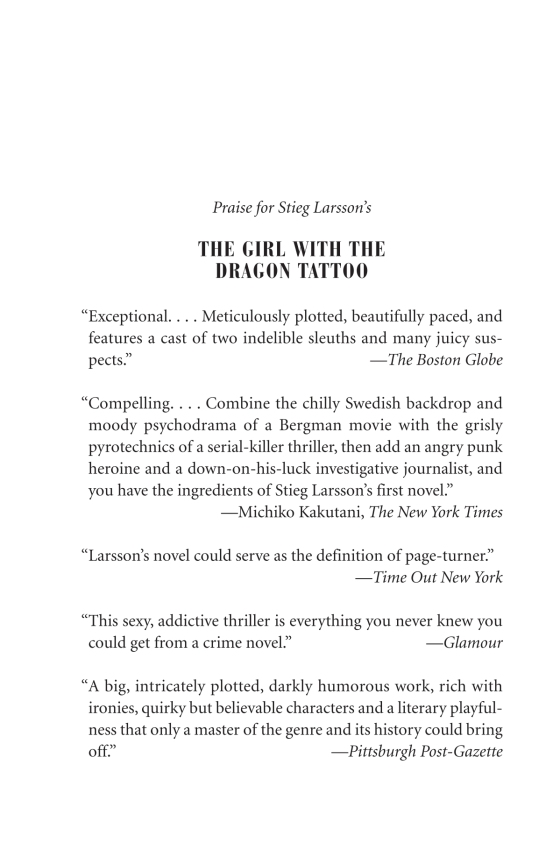 Praise for Stieg Larsson’s
THE GIRL WITH THE
DRAGON TATTOO
“Exceptional. . . . Meticulously plotted, beautifully paced, and
features a cast of two indelible sleuths and many juicy sus-
pects.” —The Boston Globe
“Compelling. . . . Combine the chilly Swedish backdrop and
moody psychodrama of a Bergman movie with the grisly
pyrotechnics of a serial-killer thriller, then add an angry punk
heroine and a down-on-his-luck investigative journalist, and
you have the ingredients of Stieg Larsson’s first novel.”
—Michiko Kakutani, The New York Times
“Larsson’s novel could serve as the definition of page-turner.”
—Time Out New York
“This sexy, addictive thriller is everything you never knew you
could get from a crime novel.” —Glamour
“A big, intricately plotted, darkly humorous work, rich with
ironies, quirky but believable characters and a literary playful-
ness that only a master of the genre and its history could bring
off.” —Pittsburgh Post-Gazette